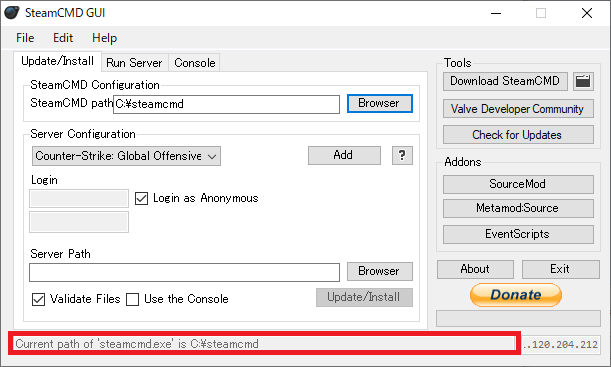 SteamCMD GUI
File Edit Help
Update/Install Run Server Console
SteamCMD Configuration
SteamCMD path C:¥steamcmd Browser
Server Configuration
Counter-Strike: Global Offensive Add ?
Login
Login as Anonymous
Server Path
Browser
Validate Files Use the Console Update/Install
Tools
Download SteamCMD
Valve Developer Community
Check for Updates
Addons
SourceMod
Metamod:Source
EventScripts
About Exit
Donate
Current path of 'steamcmd.exe' is C:¥steamcmd
.120.204.212